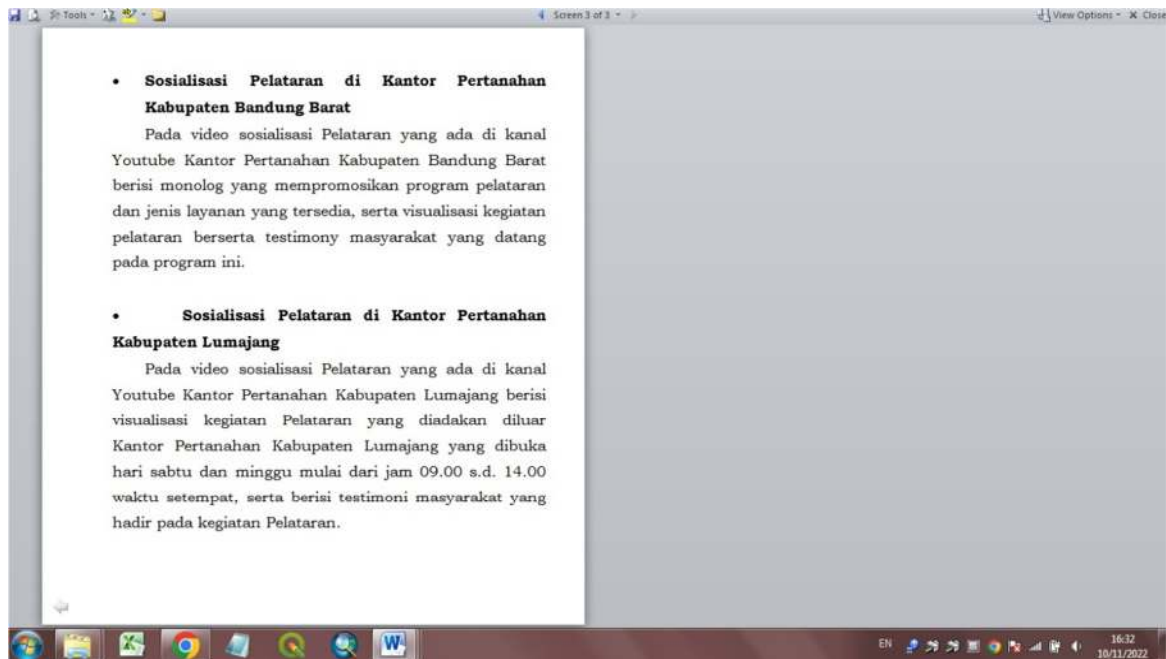 Tools
Screen 3 of 3
View Options
Close
• Sosialisasi Pelataran di Kantor Pertanahan
Kabupaten Bandung Barat
Pada video sosialisasi Pelataran yang ada di kanal
Youtube Kantor Pertanahan Kabupaten Bandung Barat
berisi monolog yang mempromosikan program pelataran
dan jenis layanan yang tersedia, serta visualisasi kegiatan
pelataran berserta testimony masyarakat yang datang
pada program ini.
• Sosialisasi Pelataran di Kantor Pertanahan
Kabupaten Lumajang
Pada video sosialisasi Pelataran yang ada di kanal
Youtube Kantor Pertanahan Kabupaten Lumajang berisi
visualisasi kegiatan Pelataran yang diadakan diluar
Kantor Pertanahan Kabupaten Lumajang yang dibuka
hari sabtu dan minggu mulai dari jam 09.00 s.d. 14.00
waktu setempat, serta berisi testimoni masyarakat yang
hadir pada kegiatan Pelataran.
EN
16:32
10/11/2022